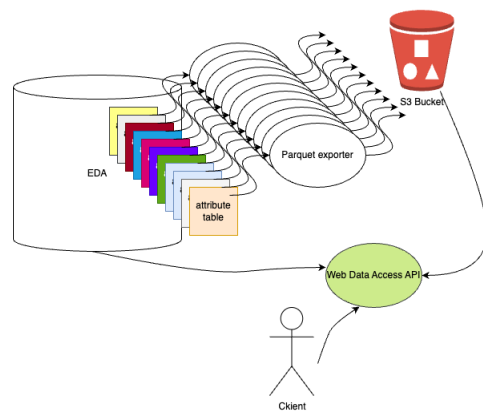 S3 Bucket
Parquet exporter
EDA
attribute
table
Web Data Access API
Ckient